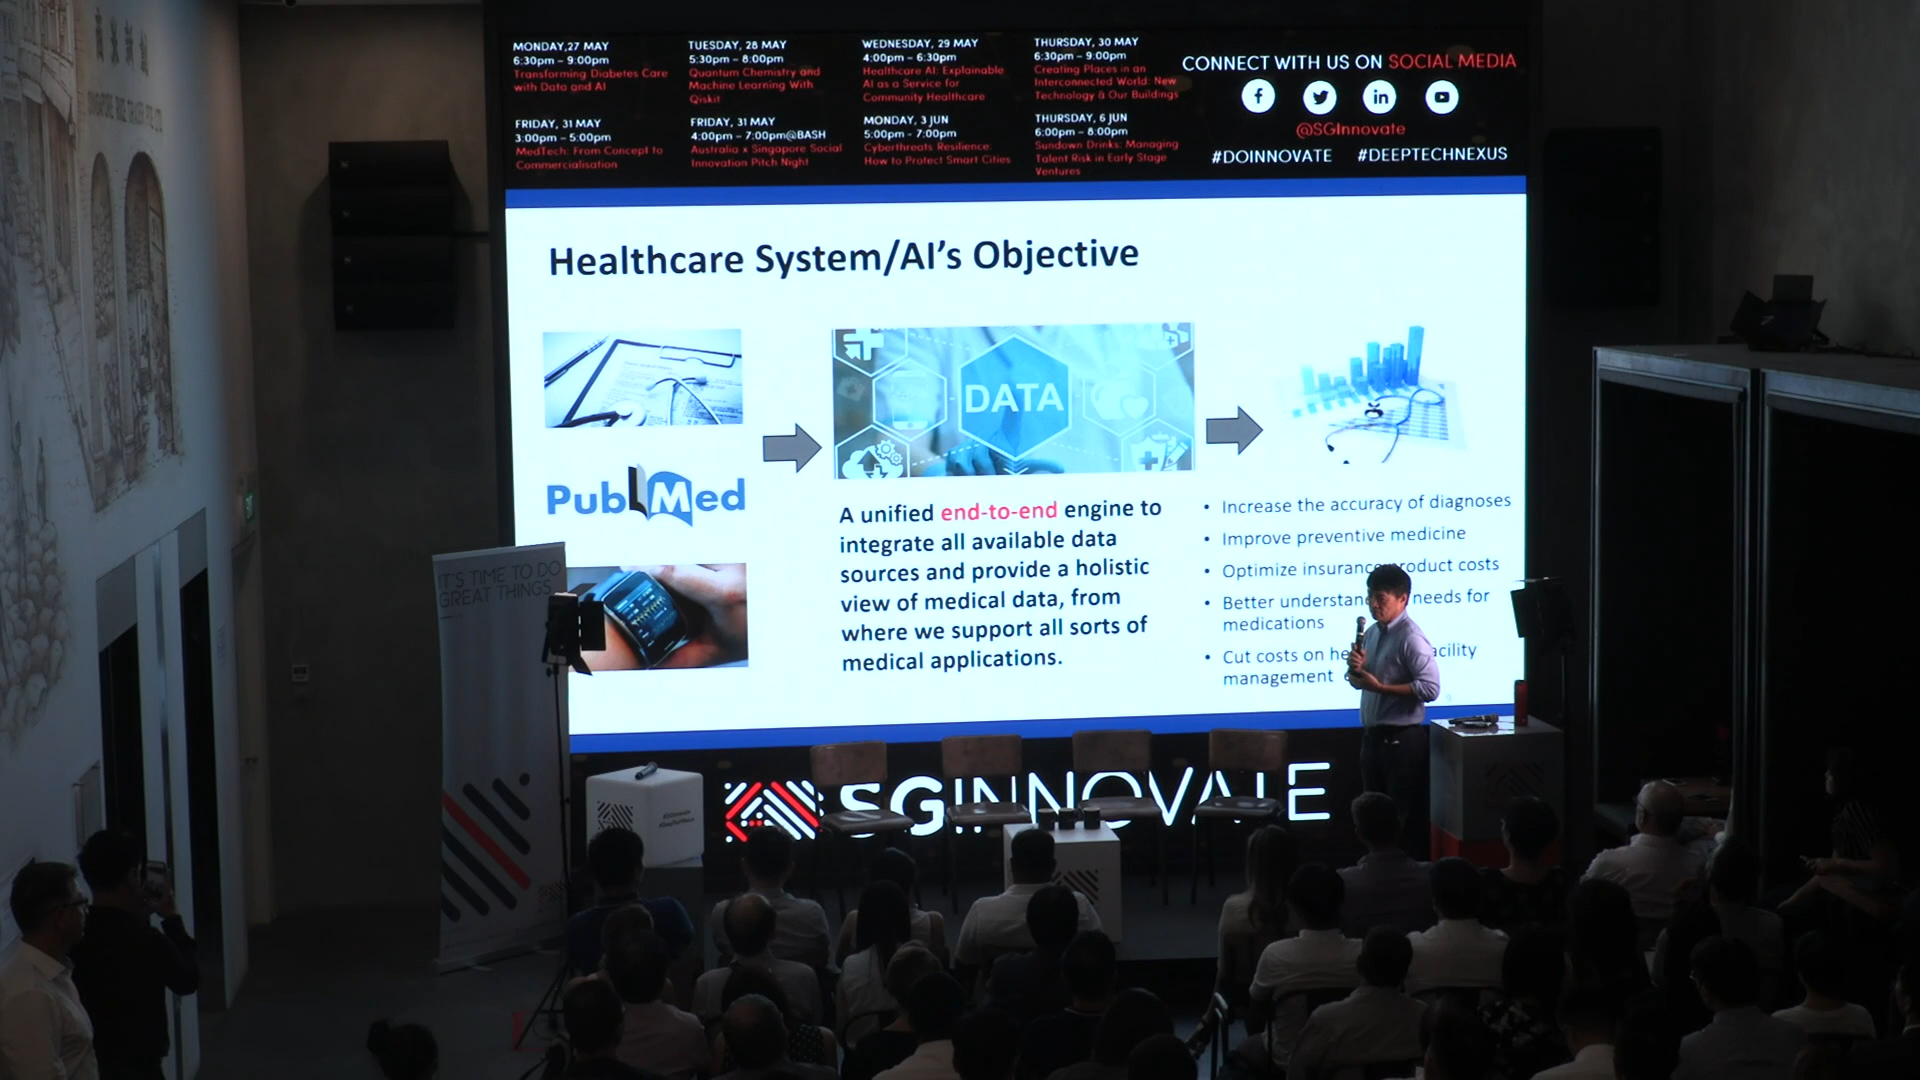 MONDAY,27 MAY
6:30pm – 9:00pm
Transforming Diabetes Care
with Data and AI
TUESDAY, 28 MAY
5:30pm – 8:00pm
Quantum Chemistry and
Machine Learning With
Qiskit
WEDNESDAY, 29 MAY
4:00pm – 6:30pm
Healthcare AI: Explainable
AI as a Service for
Community Healthcare
THURSDAY, 30 MAY
6:30pm – 9:00pm
Creating Places in an
Interconnected World: New
Technology & Our Buildings
FRIDAY, 31 MAY
3:00pm – 5:00pm
MedTech: From Concept to
Commercialisation
FRIDAY, 31 MAY
4:00pm – 7:00pm@BASH
Australia x Singapore Social
Innovation Pitch Night
MONDAY, 3 JUN
5:00pm - 7:00pm
Cyberthreats Resilience:
How to Protect Smart Cities
THURSDAY, 6 JUN
6:00pm – 8:00pm
Sundown Drinks: Managing
Talent Risk in Early Stage
Ventures
CONNECT WITH US ON SOCIAL MEDIA
@SGInnovate
#DOINNOVATE #DEEPTECHNEXUS
Healthcare System/AI's Objective
PubMed
DATA
A unified end-to-end engine to
integrate all available data
sources and provide a holistic
view of medical data, from
where we support all sorts of
medical applications.
• Increase the accuracy of diagnoses
• Improve preventive medicine
• Optimize insurance product costs
• Better understan needs for
medications
• Cut costs on he acility
management
IT'S TIME TO DO
GREAT THINGS
SGINNOVATE